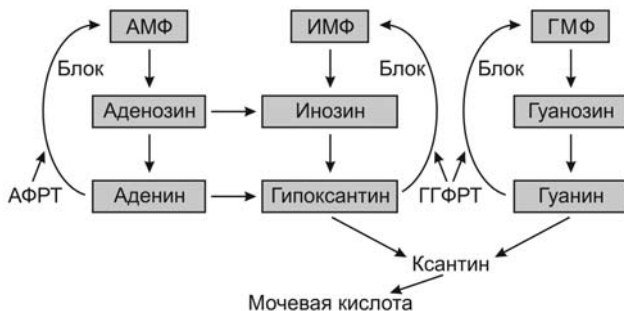 АМФ ИМФ ГМФ
Блок Блок Блок
Аденозин Инозин Гуанозин
АФРТ Аденин Гипоксантин ГГФРТ Гуанин
Ксантин
Мочевая кислота